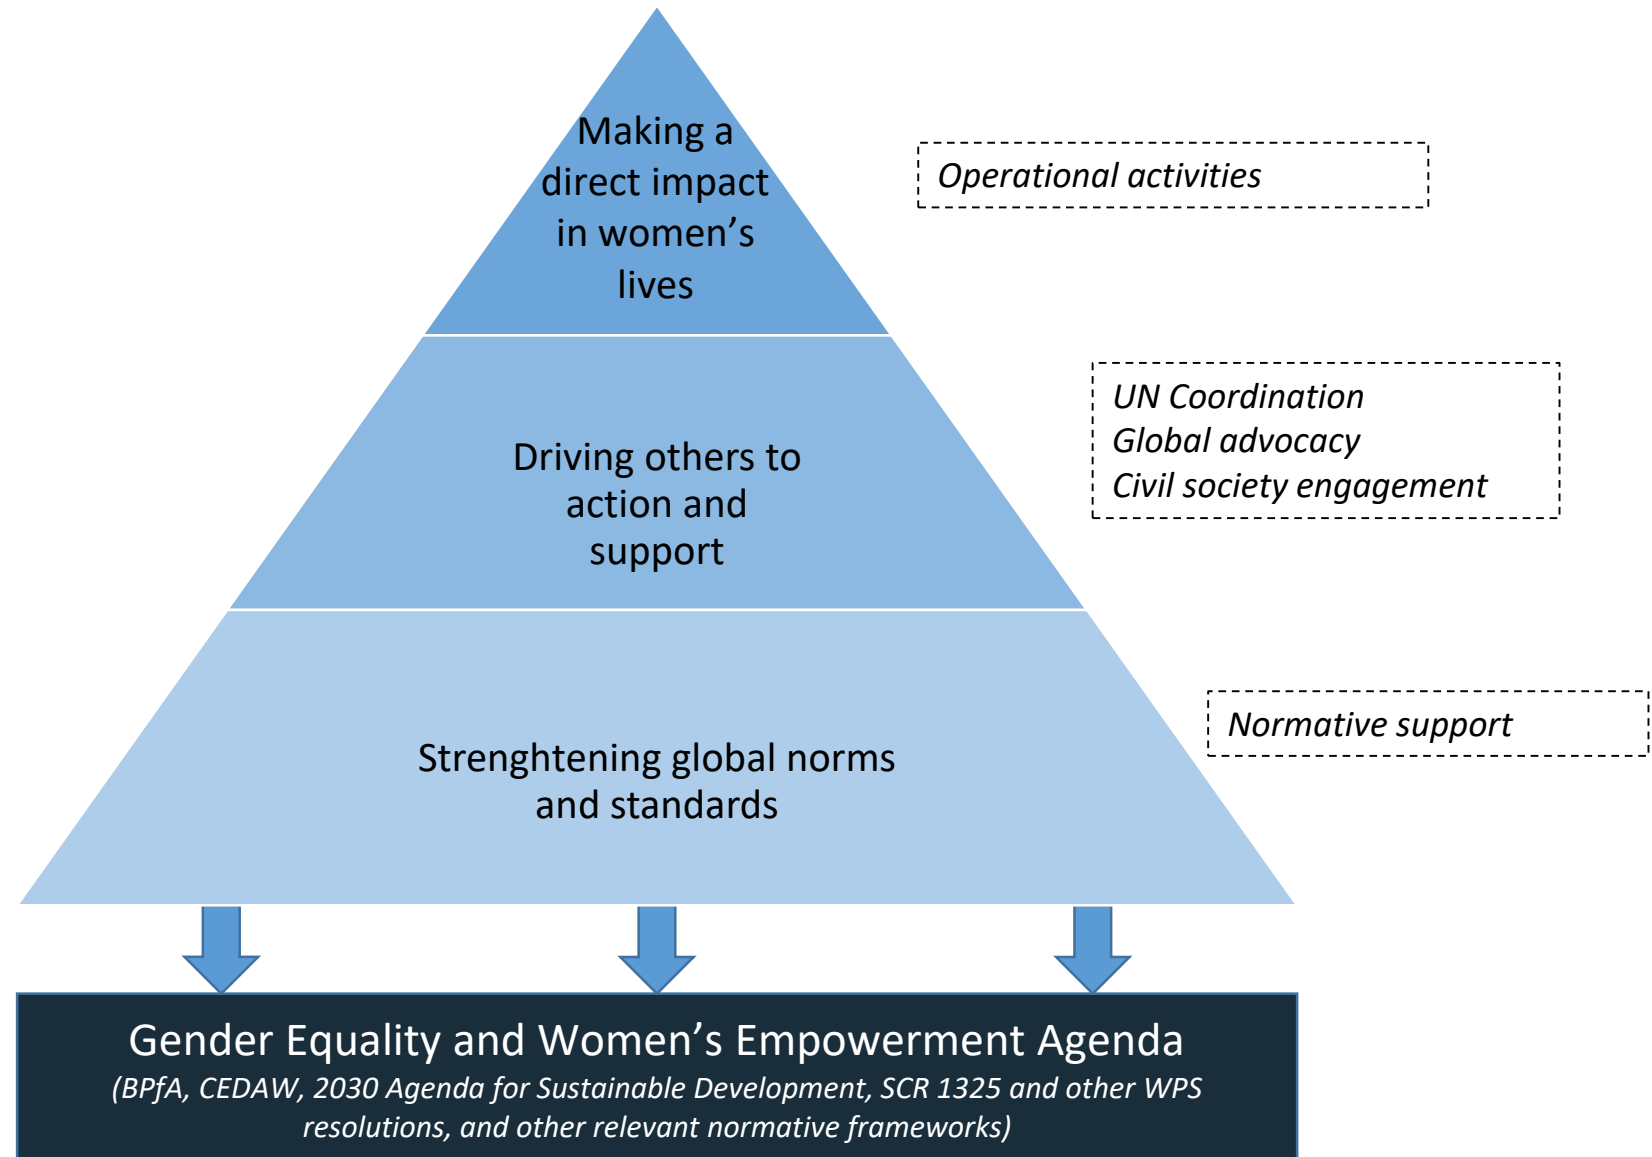 Making a
direct impact
in women’s
lives
Operational activities
Driving others to
action and
support
UN Coordination
Global advocacy
Civil society engagement
Strenghtening global norms
and standards
Normative support
Gender Equality and Women’s Empowerment Agenda
(BPfA, CEDAW, 2030 Agenda for Sustainable Development, SCR 1325 and other WPS
resolutions, and other relevant normative frameworks)